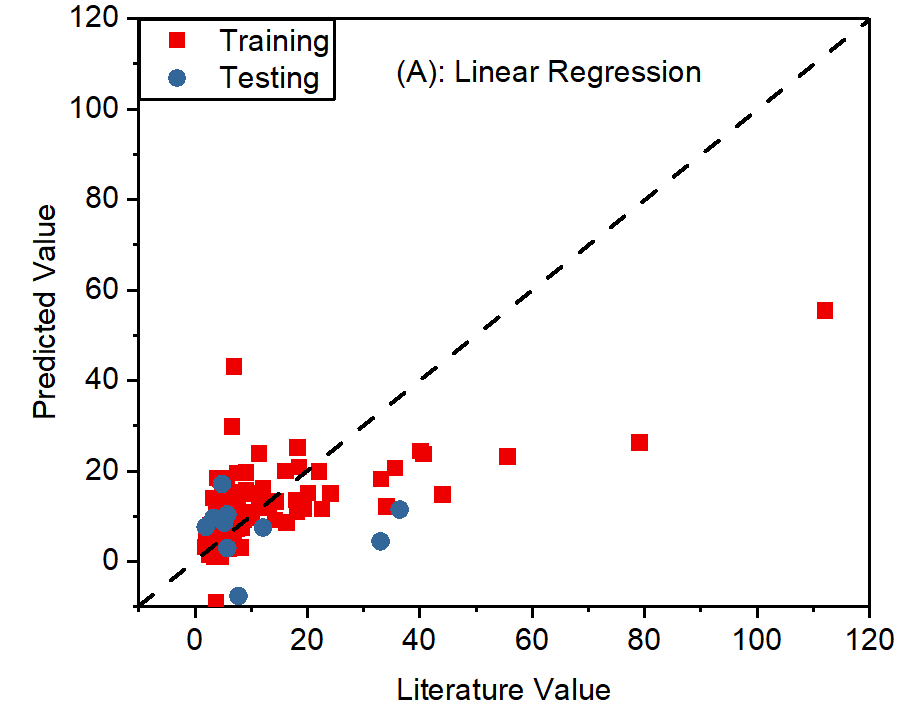 Training
Testing
(A): Linear Regression
120
100
80
60
40
20
0
Predicted Value
0 20 40 60 80 100 120
Literature Value